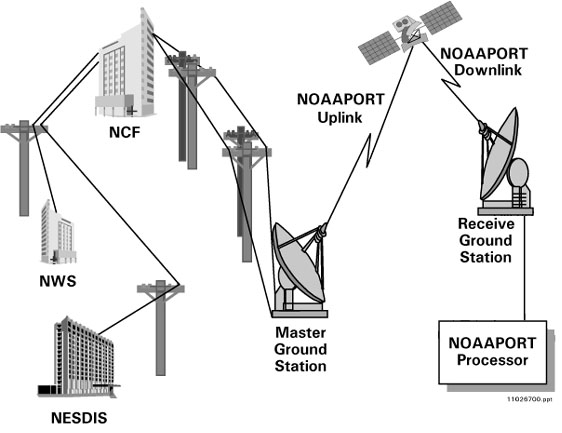 NCF
NWS
NESDIS
NOAAPORT
Uplink
NOAAPORT
Downlink
Master
Ground
Station
Receive
Ground
Station
NOAAPORT
Processor
11026700.ppt